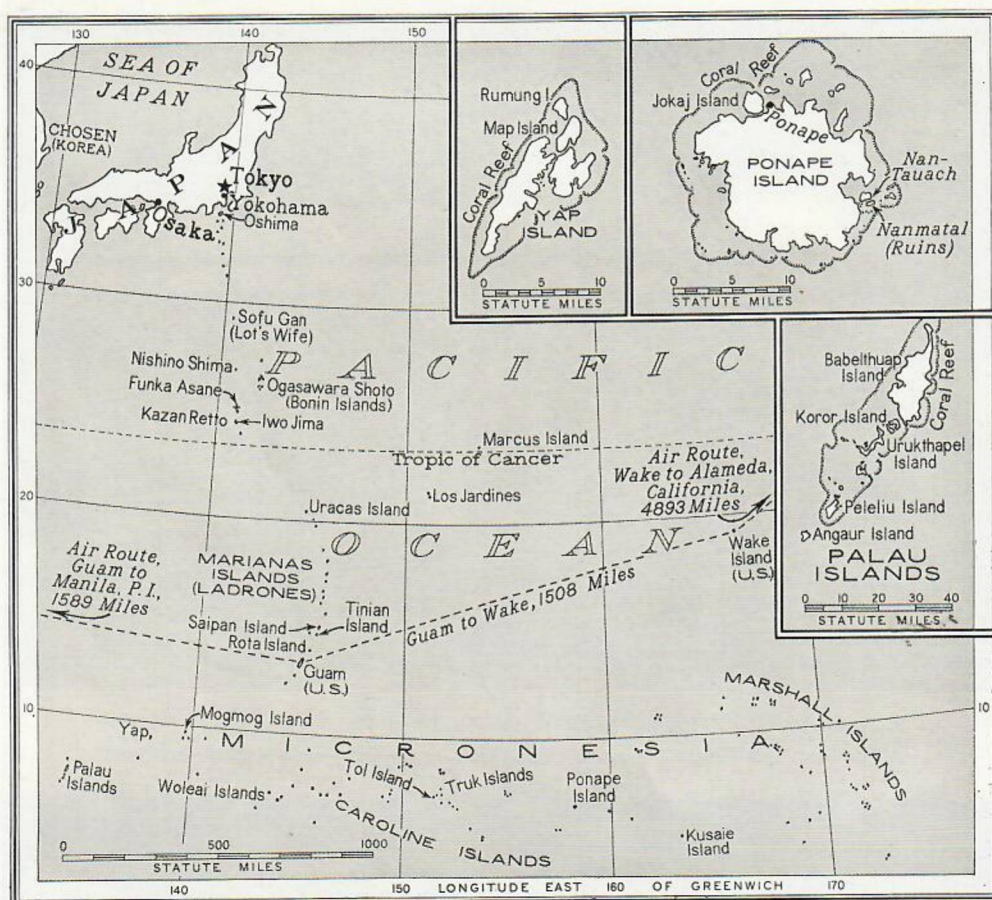 130
140
150
40
SEA OF
JAPAN
CHOSEN
(KOREA)
JAPAN
Tokyo
Yokohama
Osaka
Oshima
30
Sofu Gan
(Lot's Wife)
Nishino Shima
Funka Asane
Ogasawara Shoto
(Bonin Islands)
Kazan Retto
Iwo Jima
PACIFIC
Marcus Island
Tropic of Cancer
Air Route,
Wake to Alameda,
California,
4893 Miles
20
Los Jardines
Uracas Island
OCEAN
Wake
Island
(U.S.)
Air Route,
Guam to
Manila, P.I.,
1589 Miles
MARIANAS
ISLANDS
(LADRONES)
Tinian
Island
Saipan Island
Rota Island
Guam to Wake, 1508 Miles
Guam
(U.S.)
MARSHALL
ISLANDS
10
10
Mogmog Island
Yap
MICRONESIA
Palau
Islands
Woleai Islands
Tol Island
Truk Islands
Ponape
Island
CAROLINE ISLANDS
Kusaie
Island
0 500 1000
STATUTE MILES
140
150
LONGITUDE EAST
160
OF GREENWICH
170
Rumung I.
Map Island
Coral Reef
YAP
ISLAND
0 5 10
STATUTE MILES
Coral Reef
Jokaj Island
Ponape
PONAPE
ISLAND
Nan-
Tauach
Nanmatal
(Ruins)
0 5 10
STATUTE MILES
Babelthuap
Island
Coral Reef
Koror Island
Urukthapel
Island
Peleliu Island
Angaur Island
PALAU
ISLANDS
0 10 20 30 40
STATUTE MILES